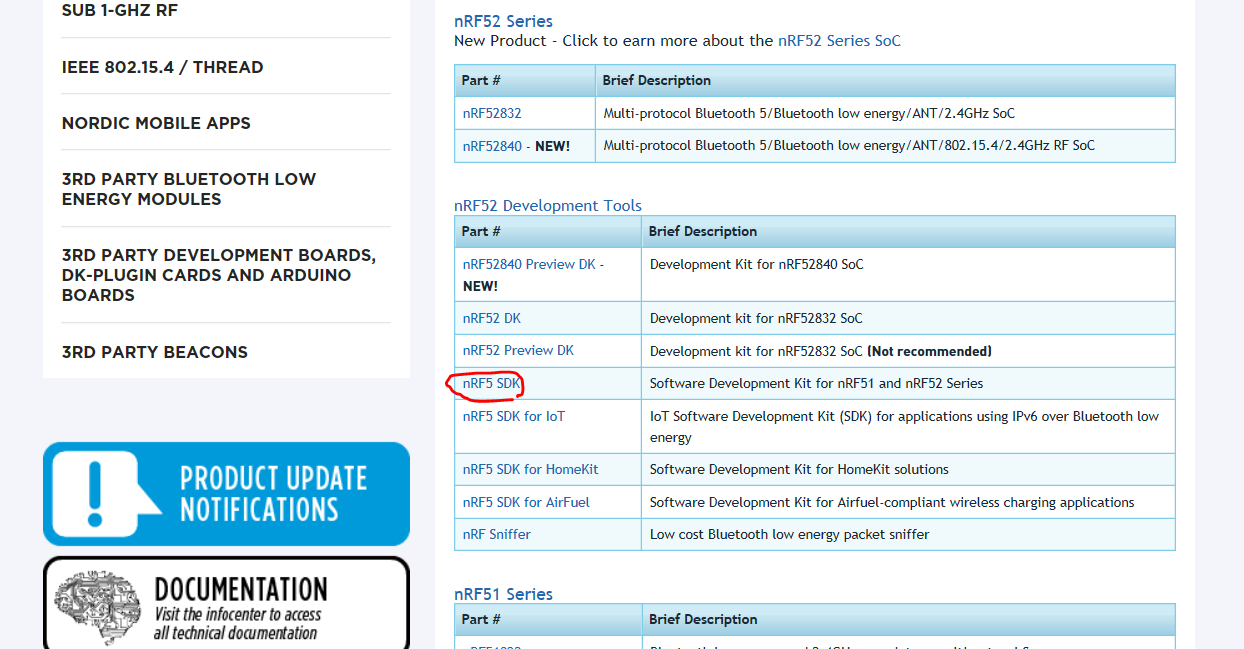 SUB 1-GHZ RF
IEEE 802.15.4 / THREAD
NORDIC MOBILE APPS
3RD PARTY BLUETOOTH LOW
ENERGY MODULES
3RD PARTY DEVELOPMENT BOARDS,
DK-PLUGIN CARDS AND ARDUINO
BOARDS
3RD PARTY BEACONS
PRODUCT UPDATE
NOTIFICATIONS
DOCUMENTATION
Visit the infocenter to access
all technical documentation
nRF52 Series
New Product - Click to earn more about the nRF52 Series SoC
Part # Brief Description
nRF52832 Multi-protocol Bluetooth 5/Bluetooth low energy/ANT/2.4GHz SoC
nRF52840 - NEW! Multi-protocol Bluetooth 5/Bluetooth low energy/ANT/802.15.4/2.4GHz RF SoC
nRF52 Development Tools
Part # Brief Description
nRF52840 Preview DK - Development Kit for nRF52840 SoC
NEW!
nRF52 DK Development kit for nRF52832 SoC
nRF52 Preview DK Development kit for nRF52832 SoC (Not recommended)
nRF5 SDK Software Development Kit for nRF51 and nRF52 Series
nRF5 SDK for IoT IoT Software Development Kit (SDK) for applications using IPv6 over Bluetooth low
energy
nRF5 SDK for HomeKit Software Development Kit for HomeKit solutions
nRF5 SDK for AirFuel Software Development Kit for Airfuel-compliant wireless charging applications
nRF Sniffer Low cost Bluetooth low energy packet sniffer
nRF51 Series
Part # Brief Description